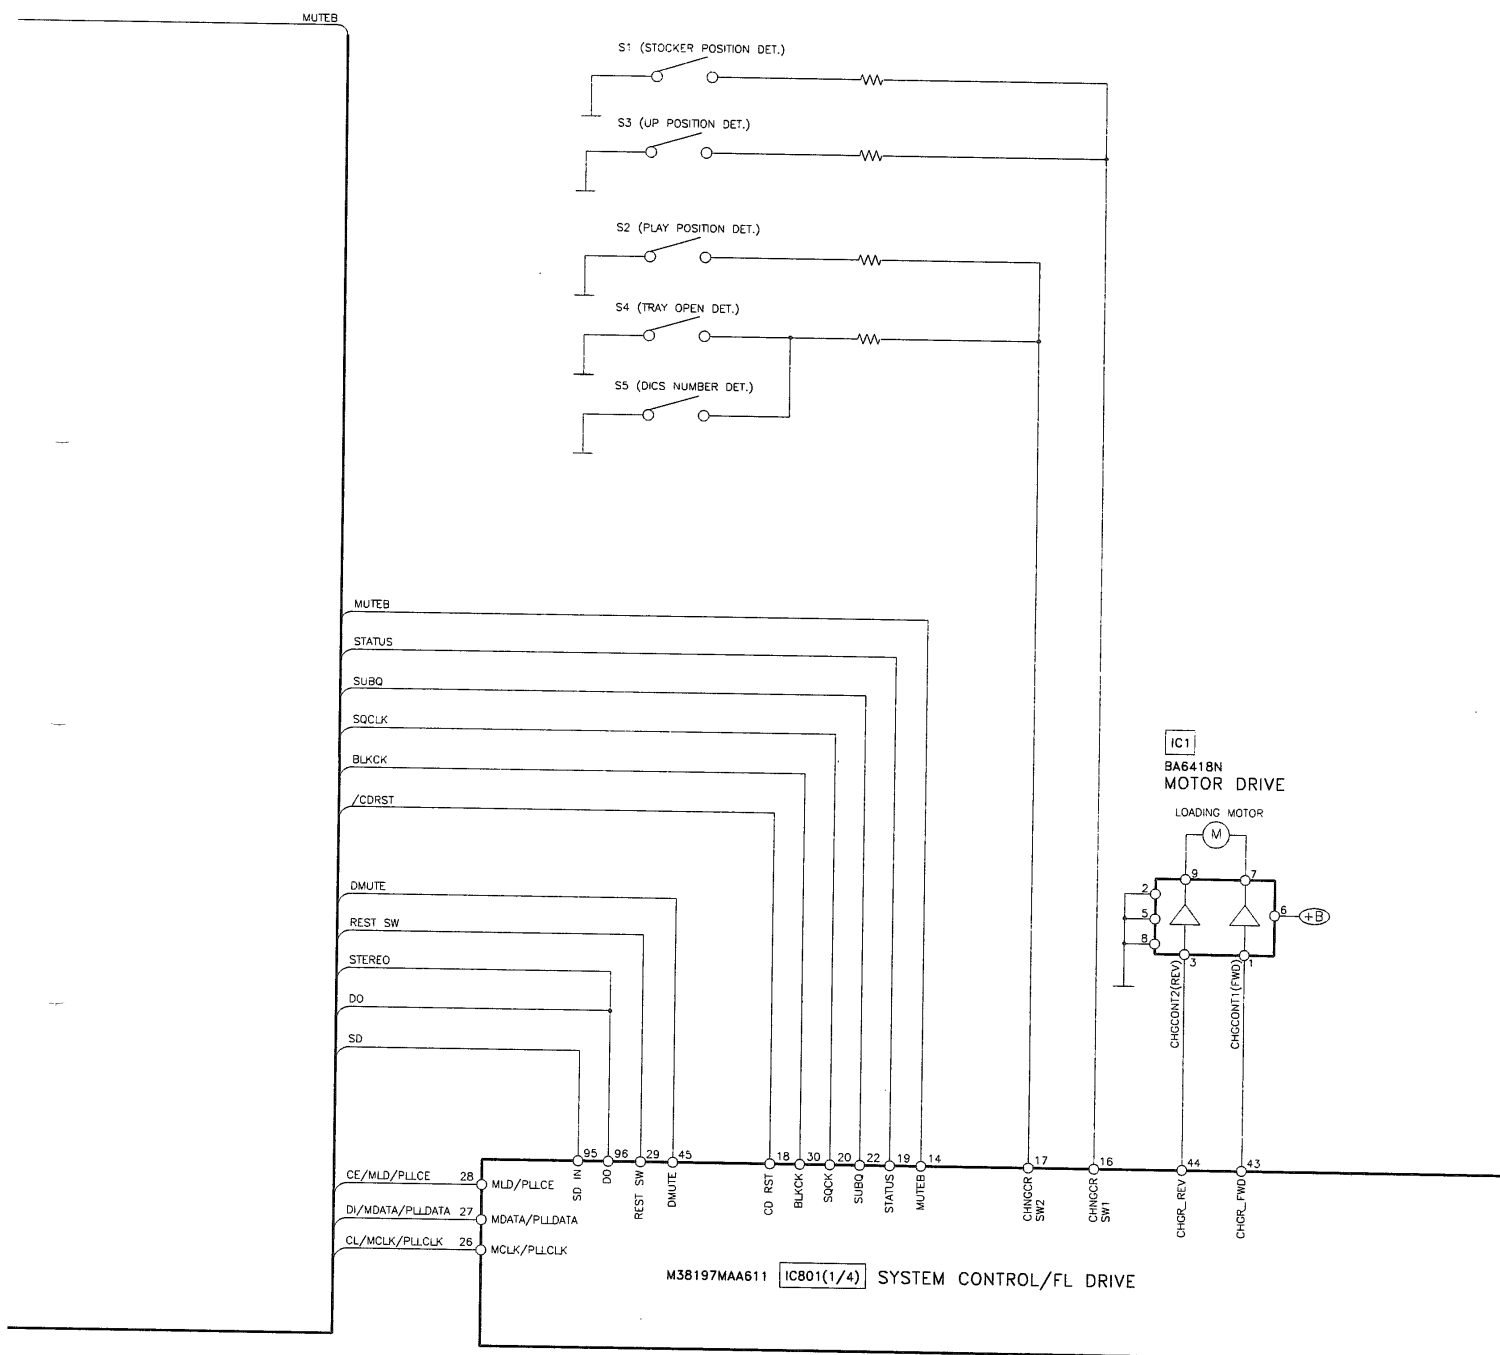 MUTEB
S1 (STOCKER POSITION DET.)
S3 (UP POSITION DET.)
S2 (PLAY POSITION DET.)
S4 (TRAY OPEN DET.)
S5 (DICS NUMBER DET.)
MUTEB
STATUS
SUBQ
SQCLK
BLKCK
/CDRST
DMUTE
REST SW
STEREO
DO
SD
IC1
BA6418N
MOTOR DRIVE
LOADING MOTOR
M
9
7
2
5
8
6
+B
3
1
CHGCONT2(REV)
CHGCONT1(FWD)
95
96
29
45
18
30
20
22
19
14
17
16
44
43
SD IN
DO
REST SW
DMUTE
CD RST
BLKCK
SQCK
SUBQ
STATUS
MUTEB
CHNGCR
SW2
CHNGCR
SW1
CHGR_REV
CHGR_FWD
CE/MLD/PLLCE 28 MLD/PLLCE
DI/MDATA/PLLDATA 27 MDATA/PLLDATA
CL/MCLK/PLLCLK 26 MCLK/PLLCLK
M38197MAA611 IC801(1/4) SYSTEM CONTROL/FL DRIVE